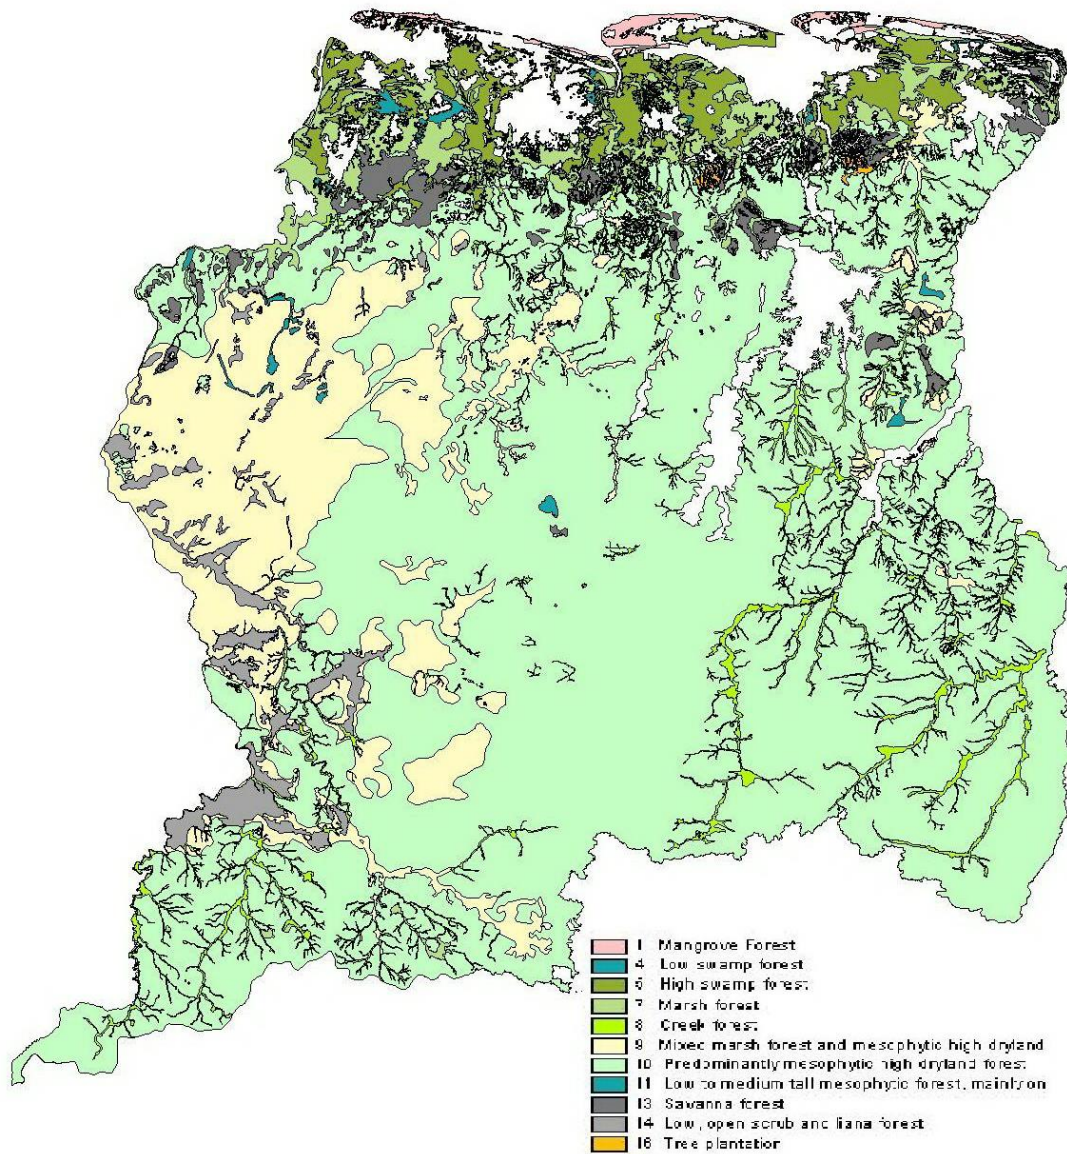 1 Mangrove Forest
4 Low swamp forest
5 High swamp forest
7 Marsh forest
8 Creek forest
9 Mixed marsh forest and mesophytic high dryland
10 Predominantly mesophytic high dryland forest
11 Low to medium tall mesophytic forest, mainly on
13 Savanna forest
14 Low, open scrub and liana forest
16 Tree plantation